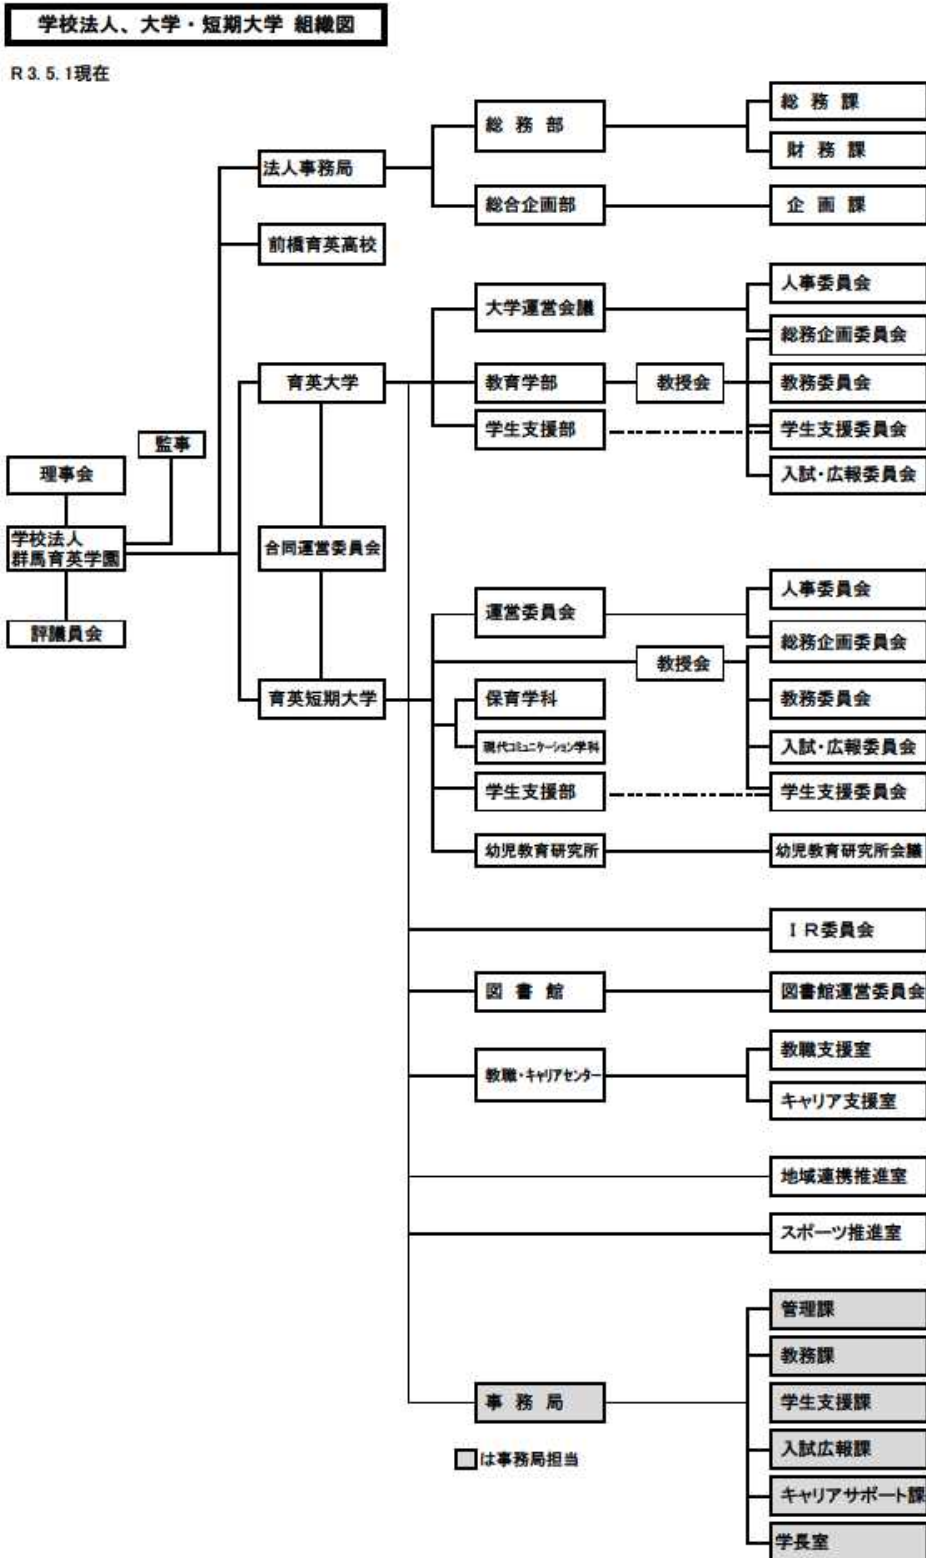 学校法人、大学・短期大学 組織図
R3.5.1現在
総務課
総務部
財務課
法人事務局
総合企画部
企画課
前橋育英高校
人事委員会
大学運営会議
総務企画委員会
育英大学
教育学部
教授会
教務委員会
学生支援部
学生支援委員会
監事
理事会
入試・広報委員会
学校法人
群馬育英学園
合同運営委員会
人事委員会
運営委員会
評議員会
総務企画委員会
教授会
育英短期大学
保育学科
教務委員会
現代コミュニケーション学科
入試・広報委員会
学生支援部
学生支援委員会
幼児教育研究所
幼児教育研究所会議
IR委員会
図書館
図書館運営委員会
教職支援室
教職・キャリアセンター
キャリア支援室
地域連携推進室
スポーツ推進室
管理課
教務課
事務局
学生支援課
は事務局担当
入試広報課
キャリアサポート課
学長室